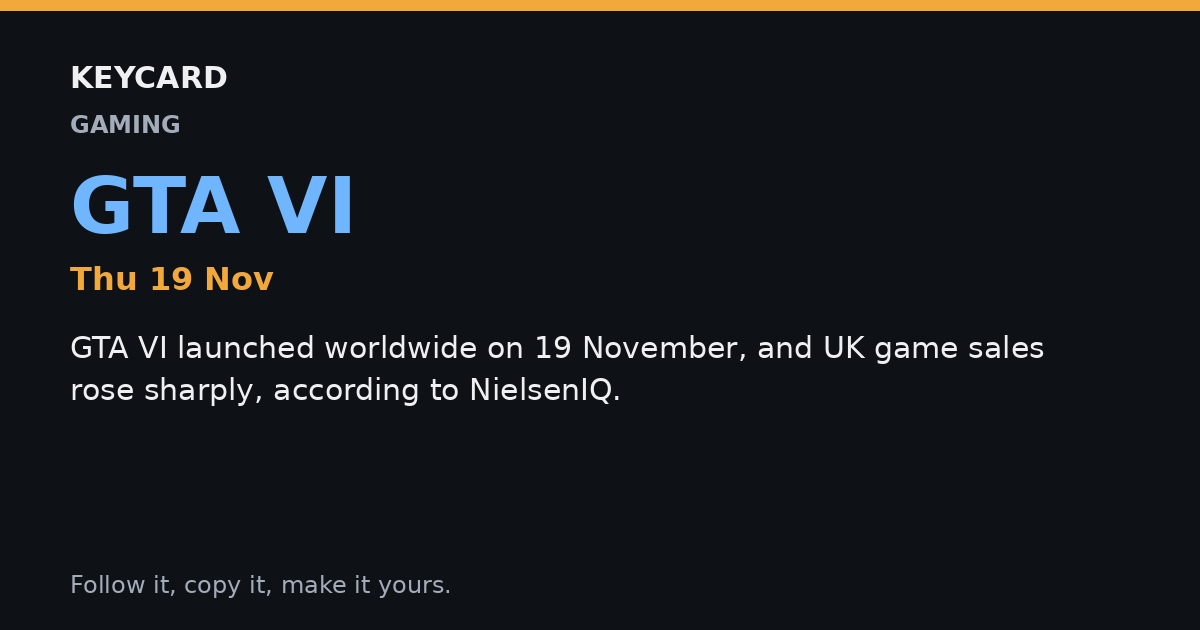 KEYCARD
GAMING
GTA VI
Thu 19 Nov
GTA VI launched worldwide on 19 November, and UK game sales
rose sharply, according to NielsenIQ.
Follow it, copy it, make it yours.